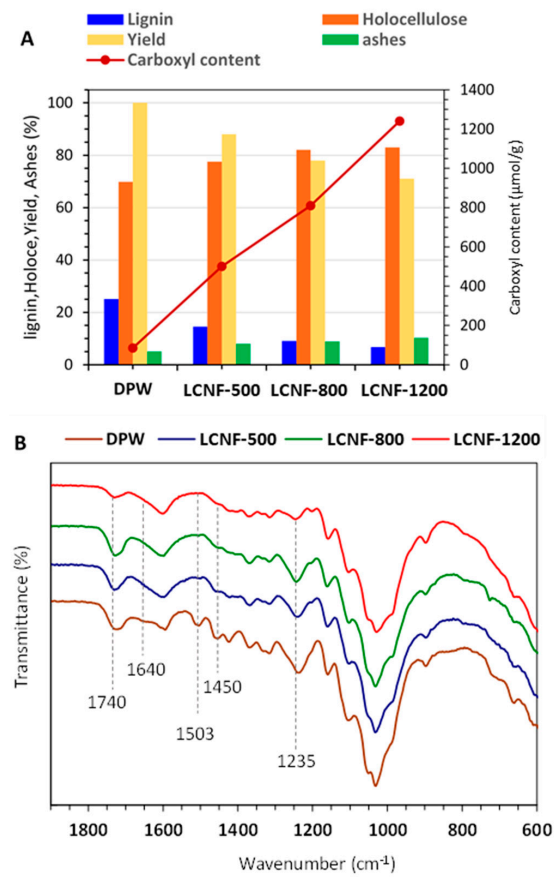 A
Lignin Holocellulose
Yield ashes
Carboxyl content
lignin,Holoce,Yield, Ashes (%)
100
80
60
40
20
0
1400
1200
1000
800
600
400
200
0
Carboxyl content (µmol/g)
DPW LCNF-500 LCNF-800 LCNF-1200
B
DPW LCNF-500 LCNF-800 LCNF-1200
Transmittance (%)
1740
1640
1503
1450
1235
1800 1600 1400 1200 1000 800 600
Wavenumber (cm⁻¹)